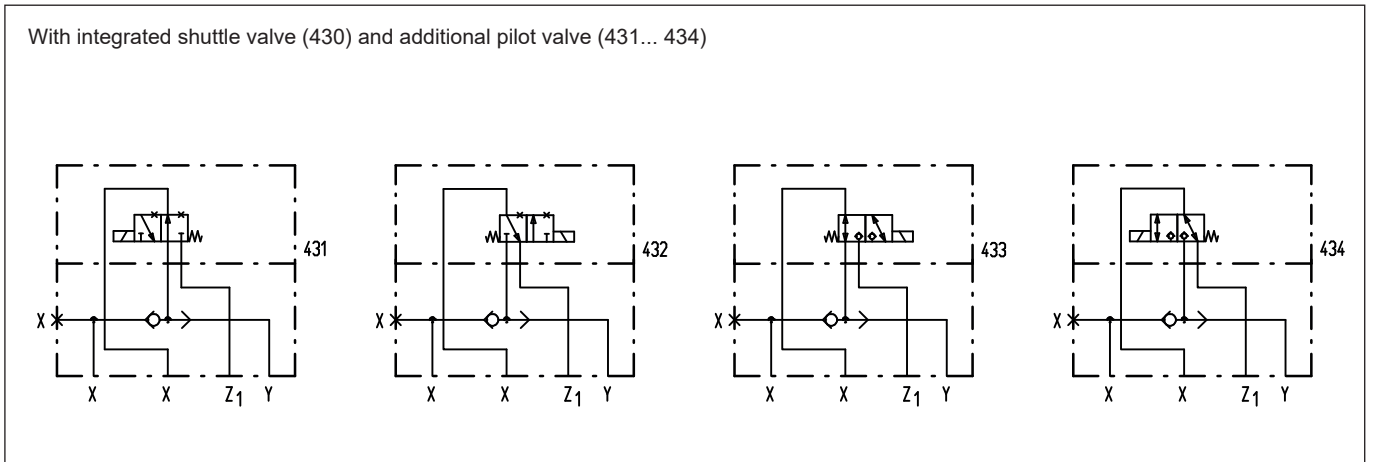 With integrated shuttle valve (430) and additional pilot valve (431... 434)
431
432
433
434
X
X
X
X
X X Z1 Y
X X Z1 Y
X X Z1 Y
X X Z1 Y